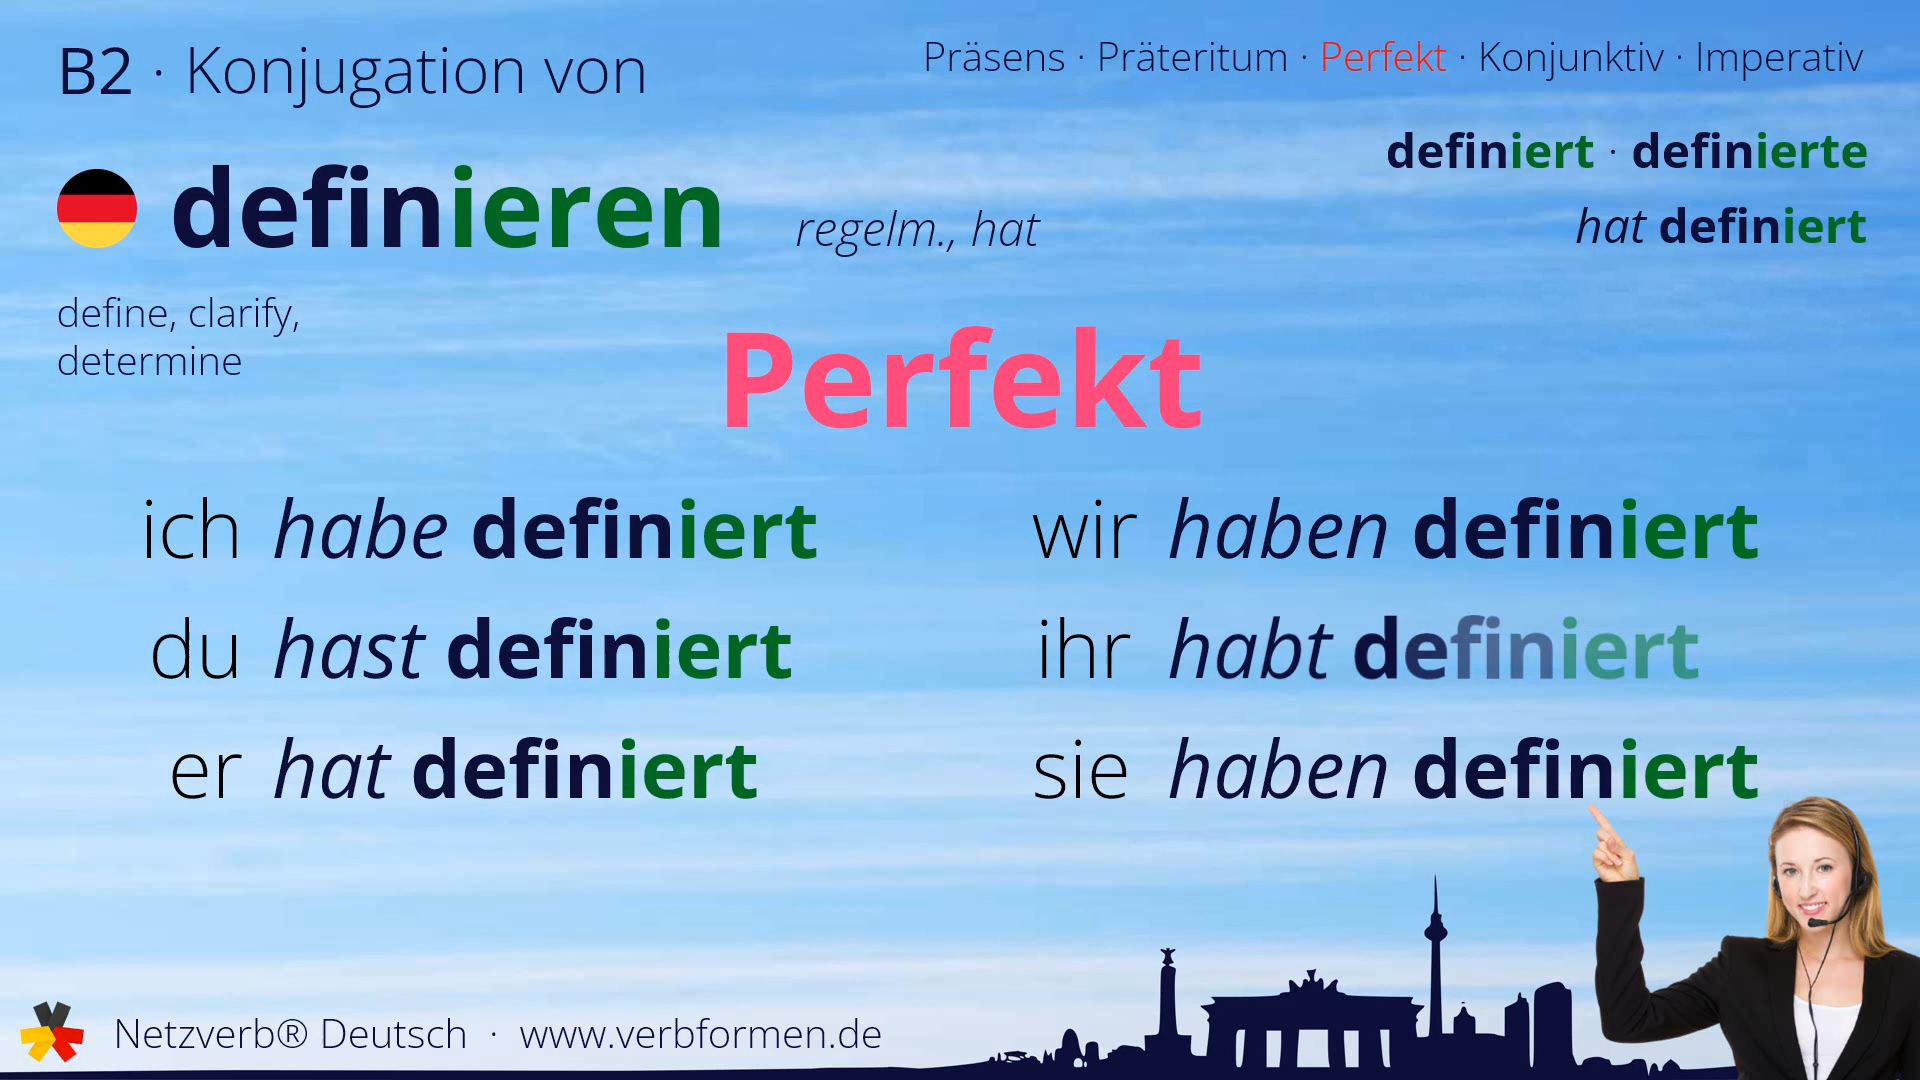 B2 · Konjugation von
Präsens · Präteritum · Perfekt · Konjunktiv · Imperativ
definieren regelm., hat
definiert · definierte
hat definiert
define, clarify,
determine
Perfekt
ich habe definiert
du hast definiert
er hat definiert
wir haben definiert
ihr habt definiert
sie haben definiert
Netzverb® Deutsch · www.verbformen.de